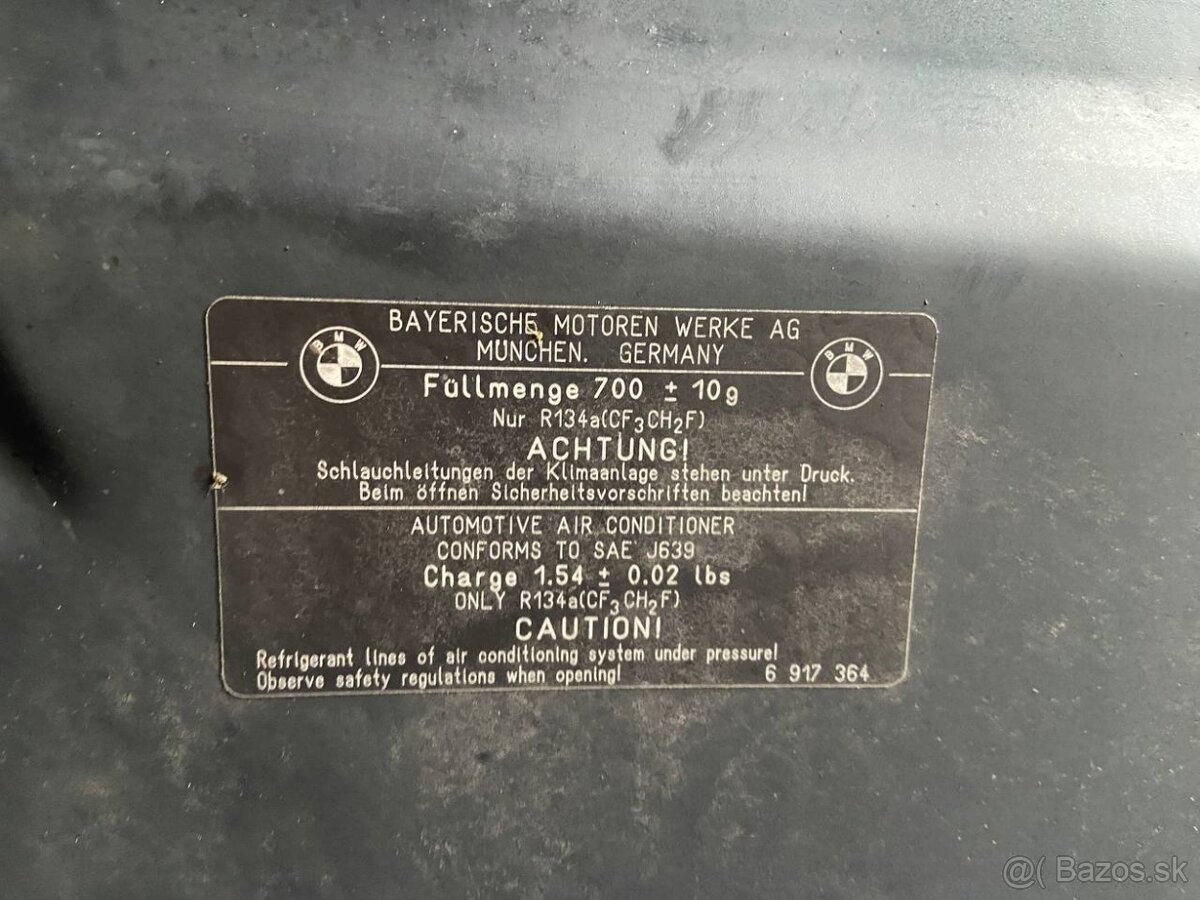 BAYERISCHE MOTOREN WERKE AG
MÜNCHEN. GERMANY
BMW
BMW
Füllmenge 700 ± 10g
Nur R134a(CF₃CH₂F)
ACHTUNG!
Schlauchleitungen der Klimaanlage stehen unter Druck.
Beim öffnen Sicherheitsvorschriften beachten!
AUTOMOTIVE AIR CONDITIONER
CONFORMS TO SAE J639
Charge 1.54 ± 0.02 lbs
ONLY R134a(CF₃CH₂F)
CAUTION!
Refrigerant lines of air conditioning system under pressure!
Observe safety regulations when opening!
6 917 364
@( Bazos.sk